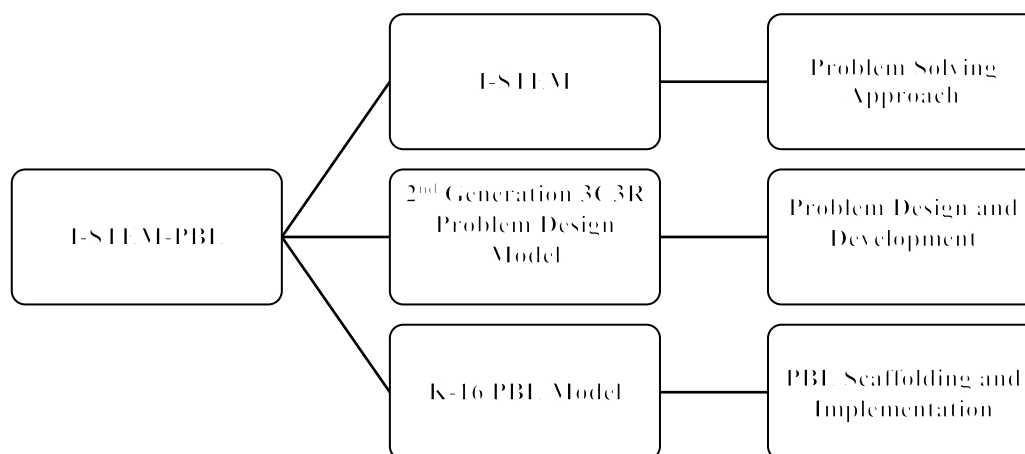 I-STEM
Problem Solving
Approach
I-STEM-PBL
2nd Generation 3C3R
Problem Design
Model
Problem Design and
Development
K-16 PBL Model
PBL Scaffolding and
Implementation